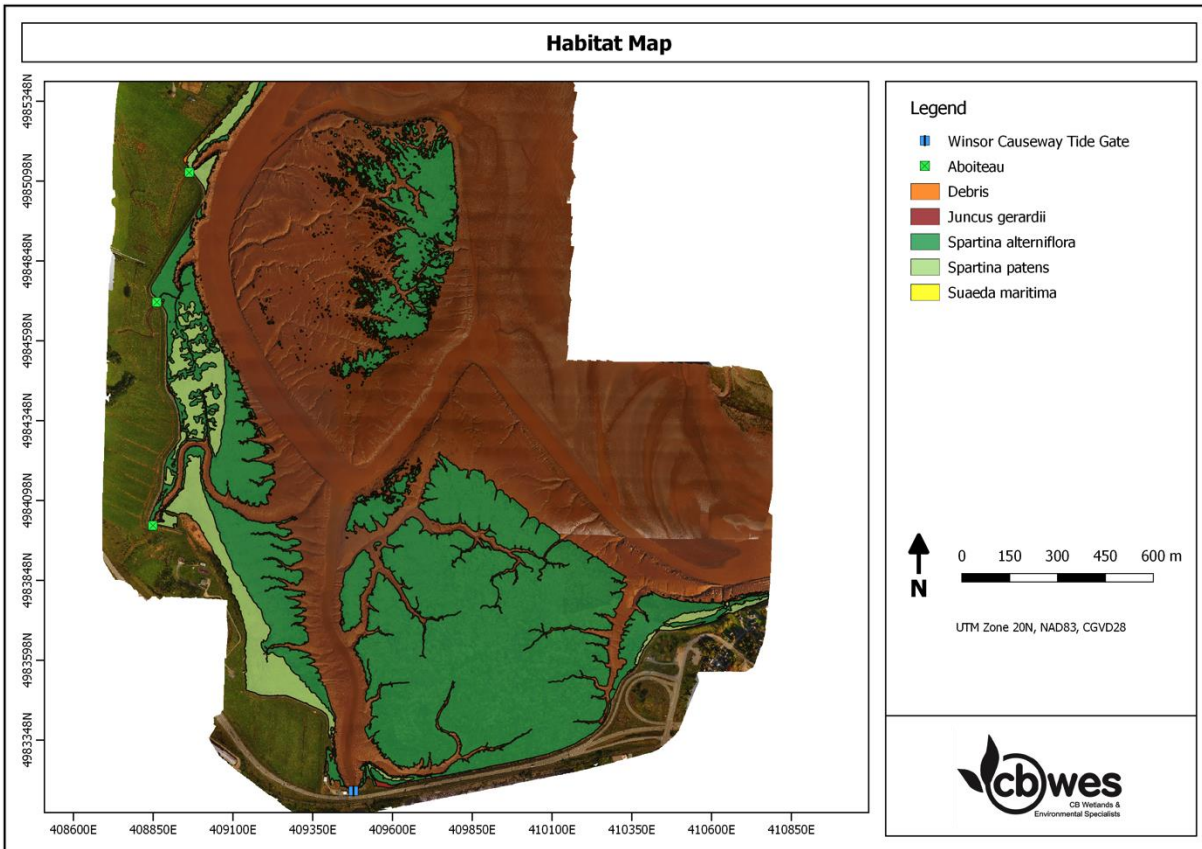 Habitat Map
4985348N
4985098N
4984848N
4984598N
4984348N
4984098N
4983848N
4983598N
4983348N
408600E 408850E 409100E 409350E 409600E 409850E 410100E 410350E 410600E 410850E
Legend
Winsor Causeway Tide Gate
Aboiteau
Debris
Juncus gerardii
Spartina alterniflora
Spartina patens
Suaeda maritima
N
0 150 300 450 600 m
UTM Zone 20N, NAD83, CGVD28
cbwes
CB Wetlands &
Environmental Specialists